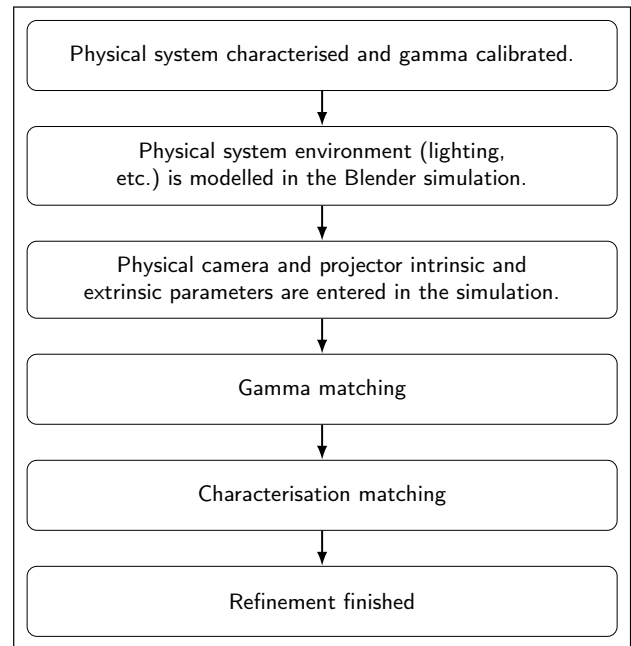 Physical system characterised and gamma calibrated.
Physical system environment (lighting,
etc.) is modelled in the Blender simulation.
Physical camera and projector intrinsic and
extrinsic parameters are entered in the simulation.
Gamma matching
Characterisation matching
Refinement finished